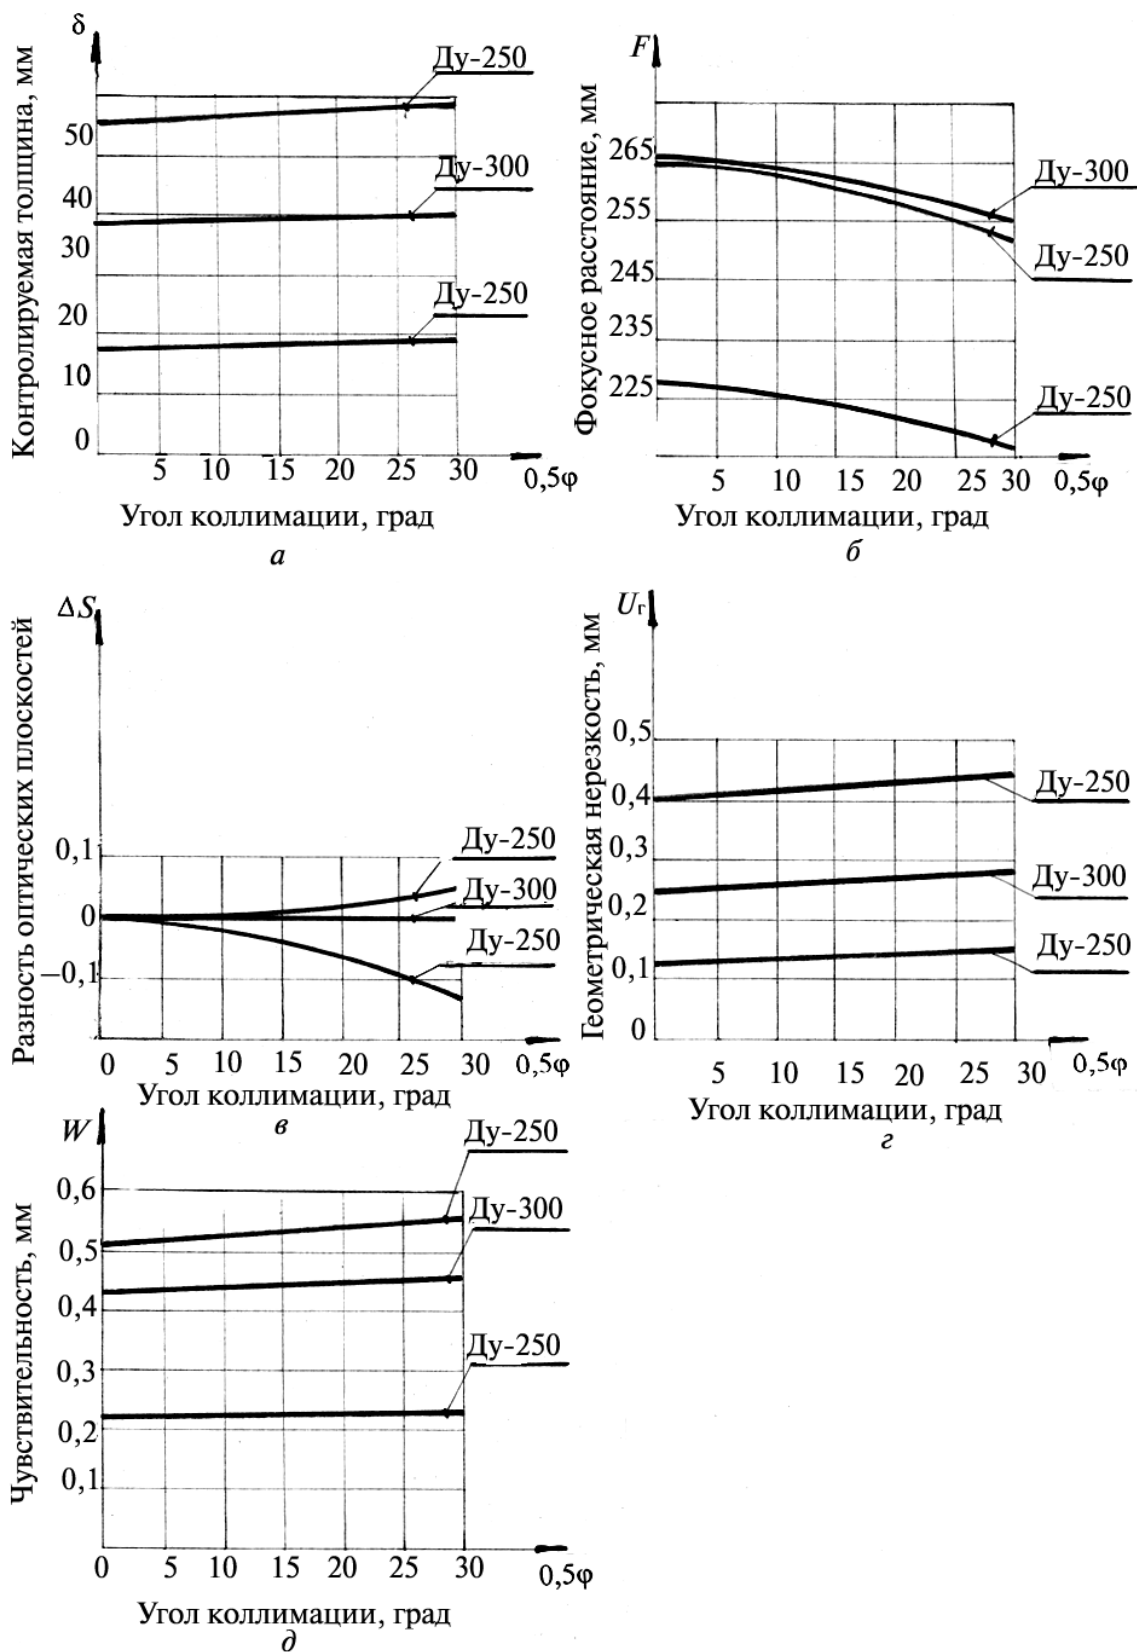 δ
Контролируемая толщина, мм
Ду-250
50
Ду-300
40
30
Ду-250
20
10
0
5 10 15 20 25 30 0,5φ
Угол коллимации, град
а
F
Фокусное расстояние, мм
265
Ду-300
255
Ду-250
245
235
225
Ду-250
5 10 15 20 25 30 0,5φ
Угол коллимации, град
б
ΔS
Разность оптических плоскостей
0,1
Ду-250
Ду-300
0
Ду-250
–0,1
0 5 10 15 20 25 30 0,5φ
Угол коллимации, град
в
Uг
Геометрическая нерезкость, мм
0,5
Ду-250
0,4
0,3
Ду-300
0,2
Ду-250
0,1
0
5 10 15 20 25 30 0,5φ
Угол коллимации, град
г
W
Чувствительность, мм
Ду-250
0,6
Ду-300
0,5
0,4
Ду-250
0,3
0,2
0,1
0 5 10 15 20 25 30 0,5φ
Угол коллимации, град
д